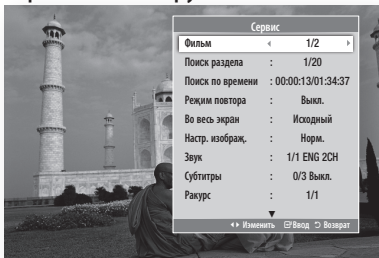 Сервис
Фильм ◄ 1/2 ►
Поиск раздела : 1/20
Поиск по времени : 00:00:13/01:34:37
Режим повтора : Выкл.
Во весь экран : Исходный
Настр. изображ. : Норм.
Звук : 1/1 ENG 2CH
Субтитры : 0/3 Выкл.
Ракурс : 1/1
▼
◄► Изменить Ввод Возврат